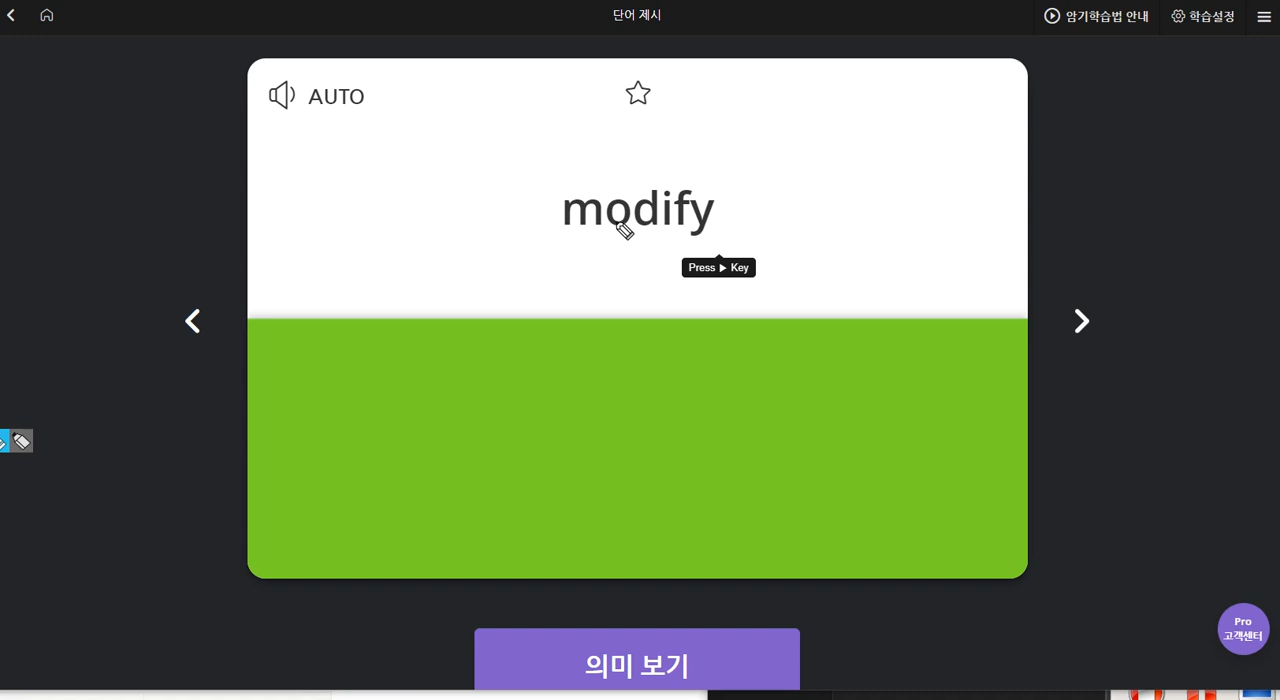 단어 제시
암기학습법 안내
학습설정
AUTO
modify
Press ▶ Key
의미 보기
Pro
고객센터